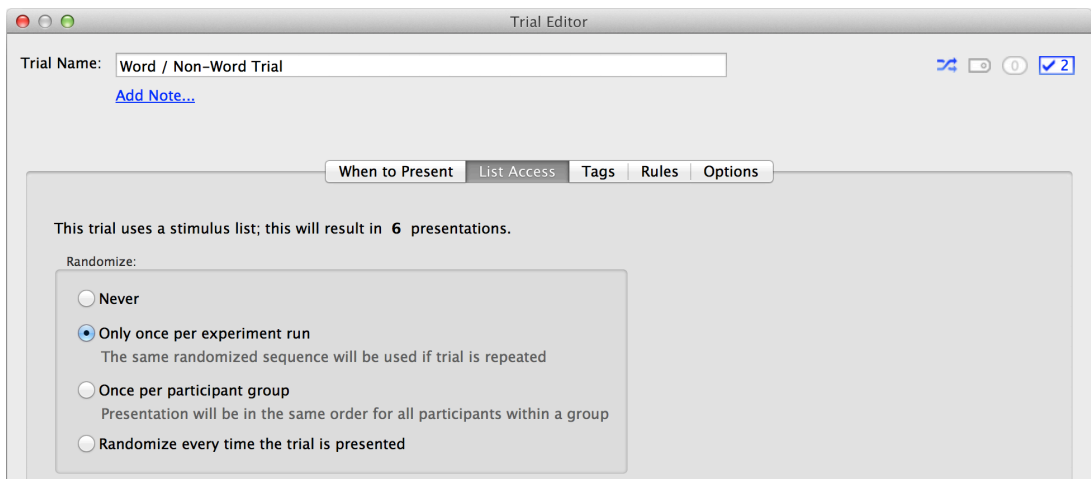 Trial Editor
Trial Name: Word / Non-Word Trial 0 2
Add Note...
When to Present List Access Tags Rules Options
This trial uses a stimulus list; this will result in 6 presentations.
Randomize:
Never
Only once per experiment run
The same randomized sequence will be used if trial is repeated
Once per participant group
Presentation will be in the same order for all participants within a group
Randomize every time the trial is presented